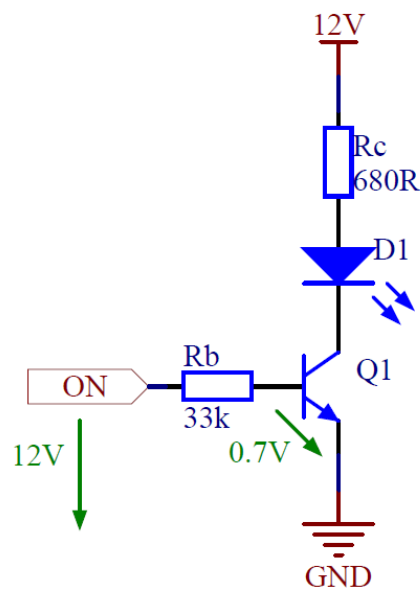 12V
Rc
680R
D1
Rb
Q1
ON
33k
12V
0.7V
GND